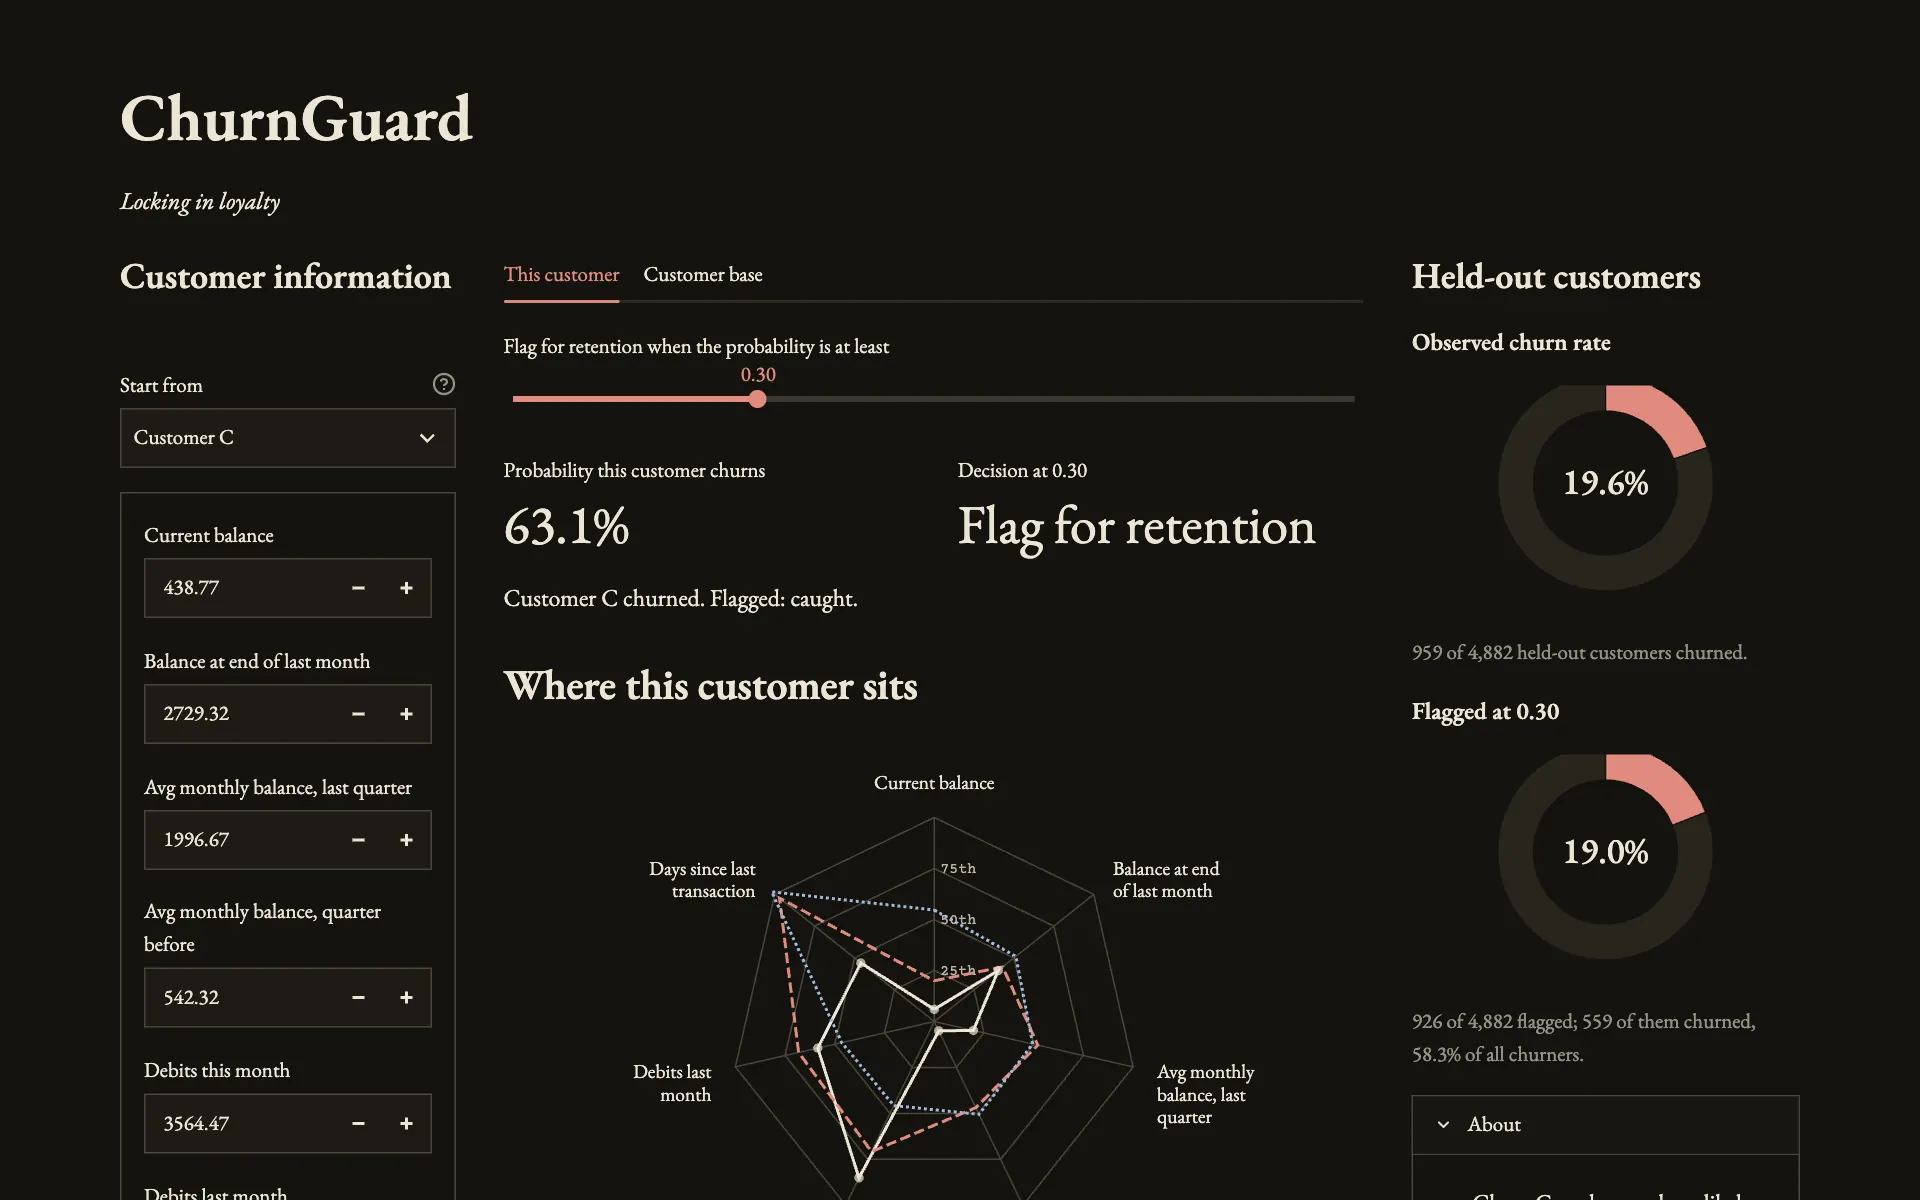 ChurnGuard
Locking in loyalty
Customer information
Start from
Customer C
Current balance
438.77
Balance at end of last month
2729.32
Avg monthly balance, last quarter
1996.67
Avg monthly balance, quarter
before
542.32
Debits this month
3564.47
Debits last month
This customer
Customer base
Flag for retention when the probability is at least
0.30
Probability this customer churns
63.1%
Decision at 0.30
Flag for retention
Customer C churned. Flagged: caught.
Where this customer sits
Current balance
75th
50th
25th
Days since last
transaction
Balance at end
of last month
Debits last
month
Avg monthly
balance, last
quarter
Held-out customers
Observed churn rate
19.6%
959 of 4,882 held-out customers churned.
Flagged at 0.30
19.0%
926 of 4,882 flagged; 559 of them churned,
58.3% of all churners.
About